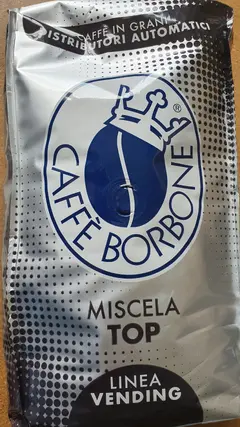 CAFFÈ IN GRANI
DISTRIBUTORI AUTOMATICI
®
CAFFÈ BORBONE
MISCELA
TOP
LINEA
VENDING